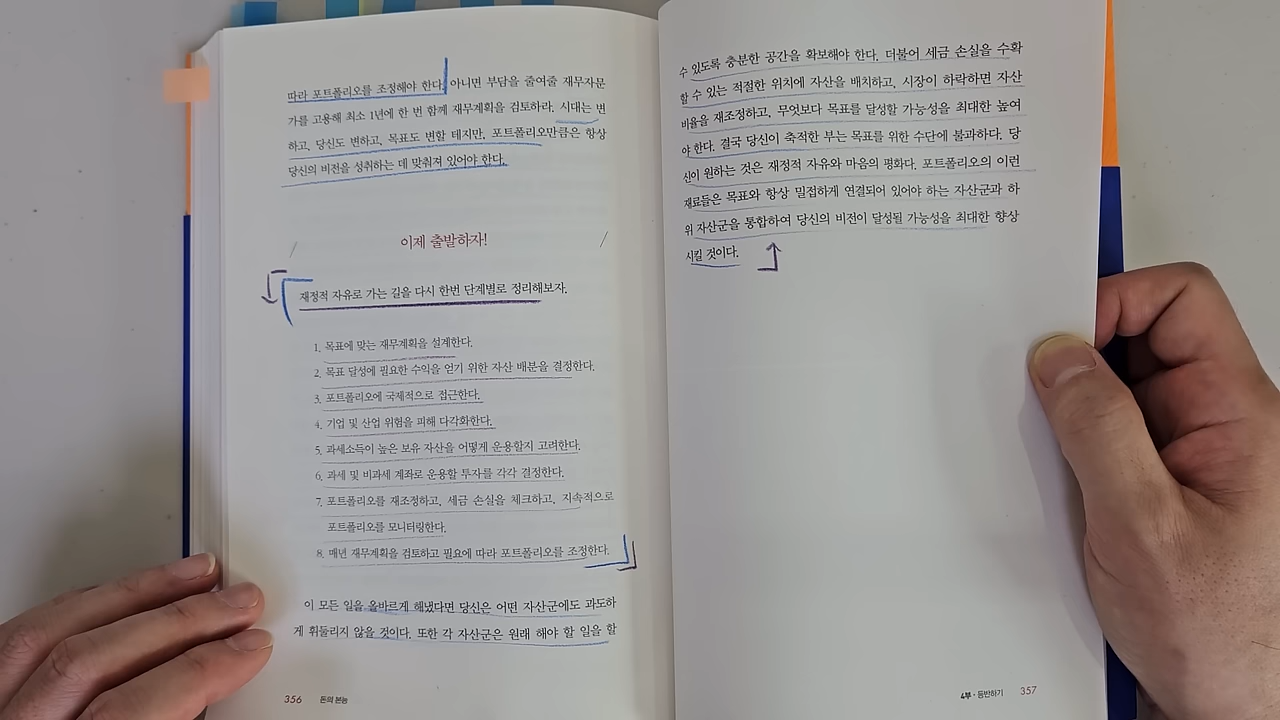 따라 포트폴리오를 조정해야 한다. 아니면 부담을 줄여줄 재무자문
가를 고용해 최소 1년에 한 번 함께 재무계획을 검토하라. 시대는 변
하고, 당신도 변하고, 목표도 변할 테지만, 포트폴리오만큼은 항상
당신의 비전을 성취하는 데 맞춰져 있어야 한다.
이제 출발하자!
재정적 자유로 가는 길을 다시 한번 단계별로 정리해보자.
1. 목표에 맞는 재무계획을 설계한다.
2. 목표 달성에 필요한 수익을 얻기 위한 자산 배분을 결정한다.
3. 포트폴리오에 국제적으로 접근한다.
4. 기업 및 산업 위험을 피해 다각화한다.
5. 과세소득이 높은 보유 자산을 어떻게 운용할지 고려한다.
6. 과세 및 비과세 계좌로 운용할 투자를 각각 결정한다.
7. 포트폴리오를 재조정하고, 세금 손실을 체크하고, 지속적으로
포트폴리오를 모니터링한다.
8. 매년 재무계획을 검토하고 필요에 따라 포트폴리오를 조정한다.
이 모든 일을 올바르게 해냈다면 당신은 어떤 자산군에도 과도하
게 휘둘리지 않을 것이다. 또한 각 자산군은 원래 해야 할 일을 할
356 돈의 본능
수 있도록 충분한 공간을 확보해야 한다. 더불어 세금 손실을 수확
할 수 있는 적절한 위치에 자산을 배치하고, 시장이 하락하면 자산
비율을 재조정하고, 무엇보다 목표를 달성할 가능성을 최대한 높여
야 한다. 결국 당신이 축적한 부는 목표를 위한 수단에 불과하다. 당
신이 원하는 것은 재정적 자유와 마음의 평화다. 포트폴리오의 이런
재료들은 목표와 항상 밀접하게 연결되어 있어야 하는 자산군과 하
위 자산군을 통합하여 당신의 비전이 달성될 가능성을 최대한 향상
시킬 것이다.
4부 · 등반하기 357